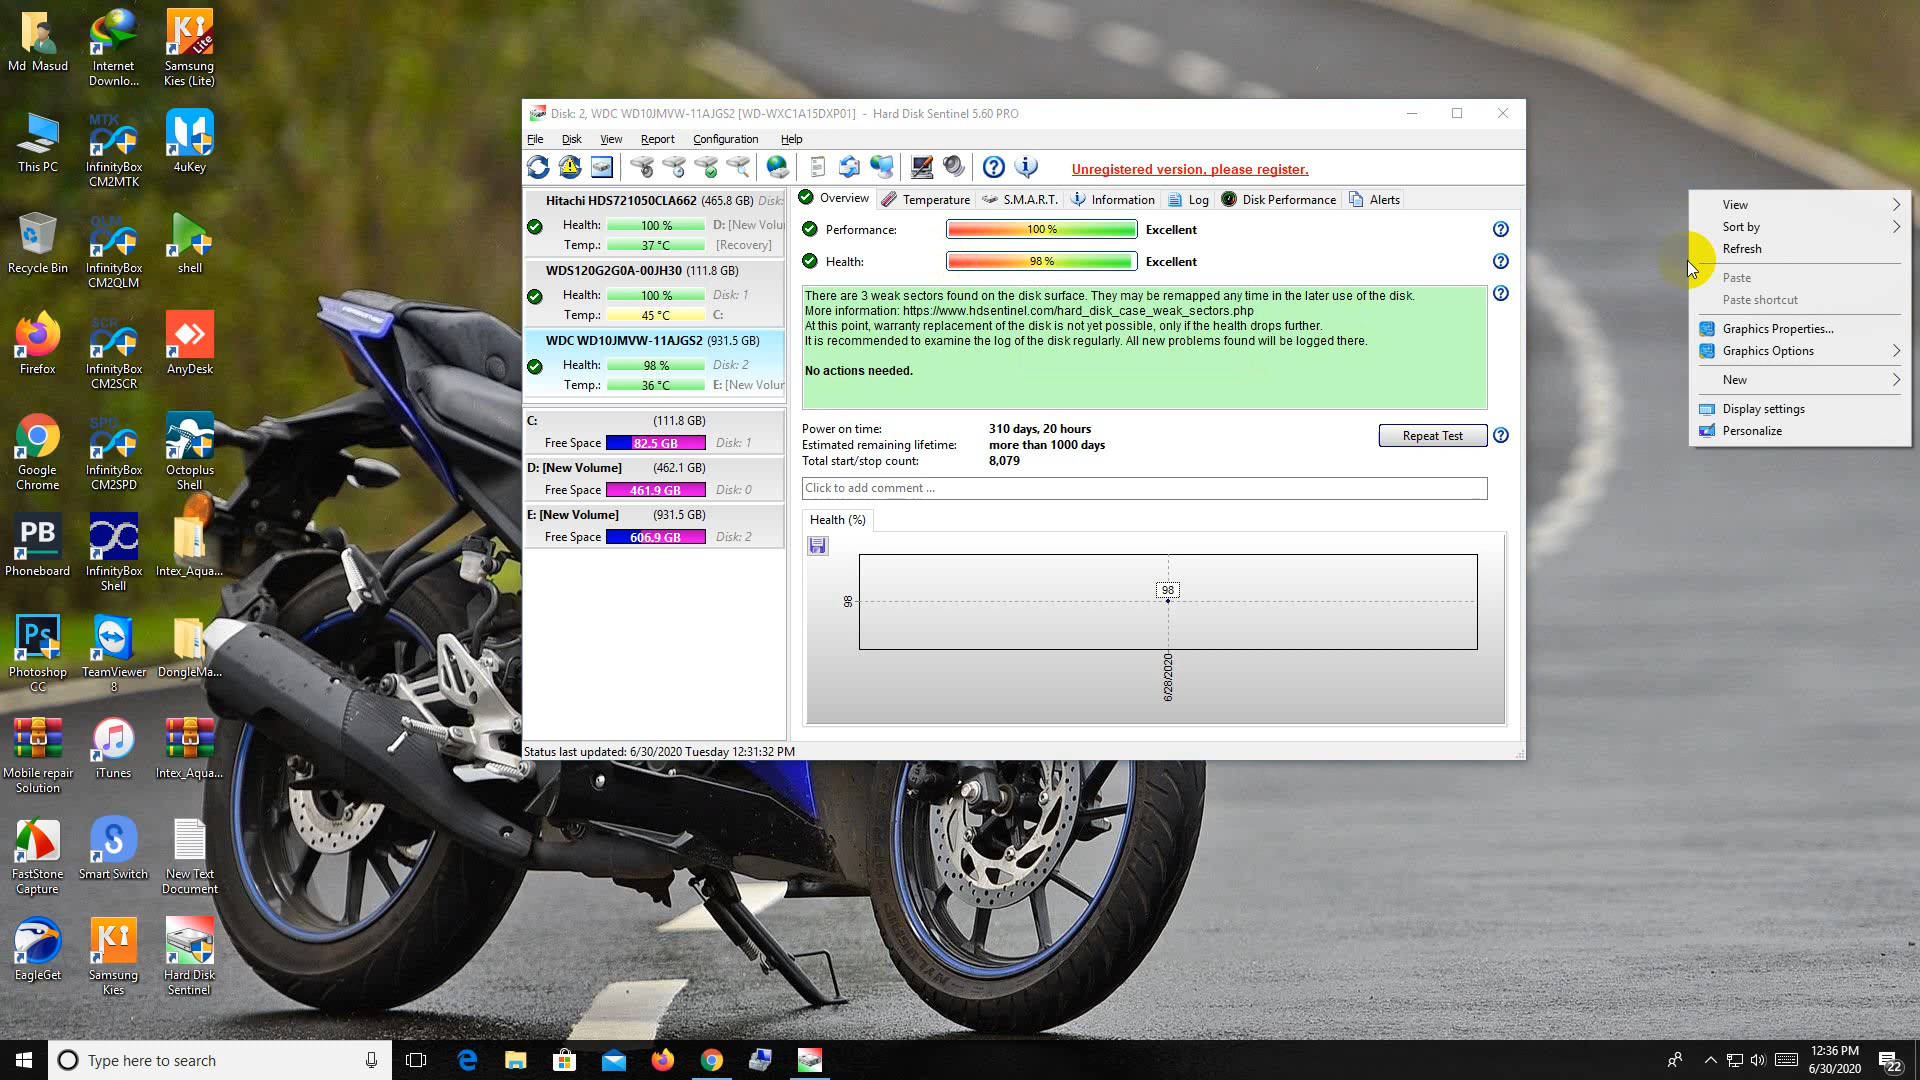 Md Masud
Internet Downlo...
Samsung Kies (Lite)
This PC
MTK
InfinityBox CM2MTK
4uKey
Recycle Bin
QLM
InfinityBox CM2QLM
shell
Firefox
SCR
InfinityBox CM2SCR
AnyDesk
Google Chrome
SPD
InfinityBox CM2SPD
Octoplus Shell
PB
Phoneboard
InfinityBox Shell
Intex_Aqua...
Ps
Photoshop CC
TeamViewer 8
DongleMa...
Mobile repair Solution
iTunes
Intex_Aqua...
FastStone Capture
Smart Switch
New Text Document
EagleGet
Samsung Kies
Hard Disk Sentinel
Disk: 2, WDC WD10JMVW-11AJGS2 [WD-WXC1A15DXP01] - Hard Disk Sentinel 5.60 PRO
File Disk View Report Configuration Help
Unregistered version, please register.
Hitachi HDS721050CLA662 (465.8 GB) Disk:
Health: 100 % D: [New Volu
Temp.: 37 °C [Recovery]
WDS120G2G0A-00JH30 (111.8 GB)
Health: 100 % Disk: 1
Temp.: 45 °C C:
WDC WD10JMVW-11AJGS2 (931.5 GB)
Health: 98 % Disk: 2
Temp.: 36 °C E: [New Volur
C: (111.8 GB)
Free Space 82.5 GB Disk: 1
D: [New Volume] (462.1 GB)
Free Space 461.9 GB Disk: 0
E: [New Volume] (931.5 GB)
Free Space 606.9 GB Disk: 2
Overview Temperature S.M.A.R.T. Information Log Disk Performance Alerts
Performance: 100 % Excellent
Health: 98 % Excellent
There are 3 weak sectors found on the disk surface. They may be remapped any time in the later use of the disk.
More information: https://www.hdsentinel.com/hard_disk_case_weak_sectors.php
At this point, warranty replacement of the disk is not yet possible, only if the health drops further.
It is recommended to examine the log of the disk regularly. All new problems found will be logged there.
No actions needed.
Power on time: 310 days, 20 hours
Estimated remaining lifetime: more than 1000 days
Total start/stop count: 8,079
Repeat Test
Click to add comment ...
Health (%)
98
98
6/28/2020
Status last updated: 6/30/2020 Tuesday 12:31:32 PM
View
Sort by
Refresh
Paste
Paste shortcut
Graphics Properties...
Graphics Options
New
Display settings
Personalize
Type here to search
12:36 PM
6/30/2020
22